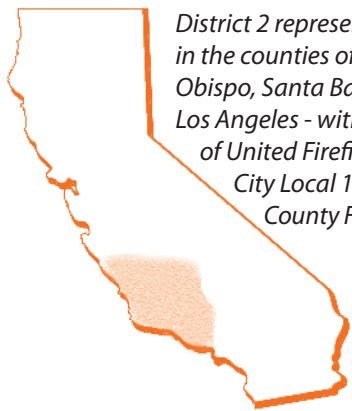 District 2 represe
in the counties of
Obispo, Santa Ba
Los Angeles - wit
of United Firefi
City Local 1
County F